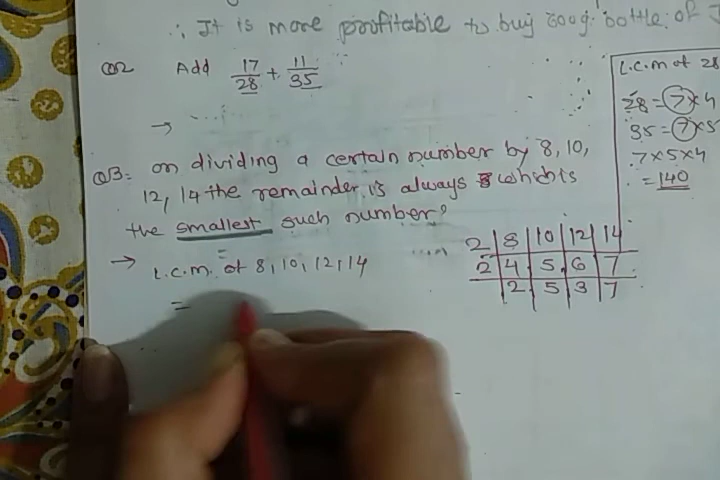 ∴ It is more profitable to buy 200g. bottle of
Q2 Add 17/28 + 11/35
→
Q3: on dividing a certain number by 8, 10,
12, 14 the remainder is always 3 which is
the smallest such number?
→ L.C.M. of 8, 10, 12, 14
=
2 | 8 | 10 | 12 | 14
2 | 4 | 5 | 6 | 7
2 | 5 | 3 | 7
L.C.M of 28
28 = 7×4
35 = 7×5
7×5×4
= 140